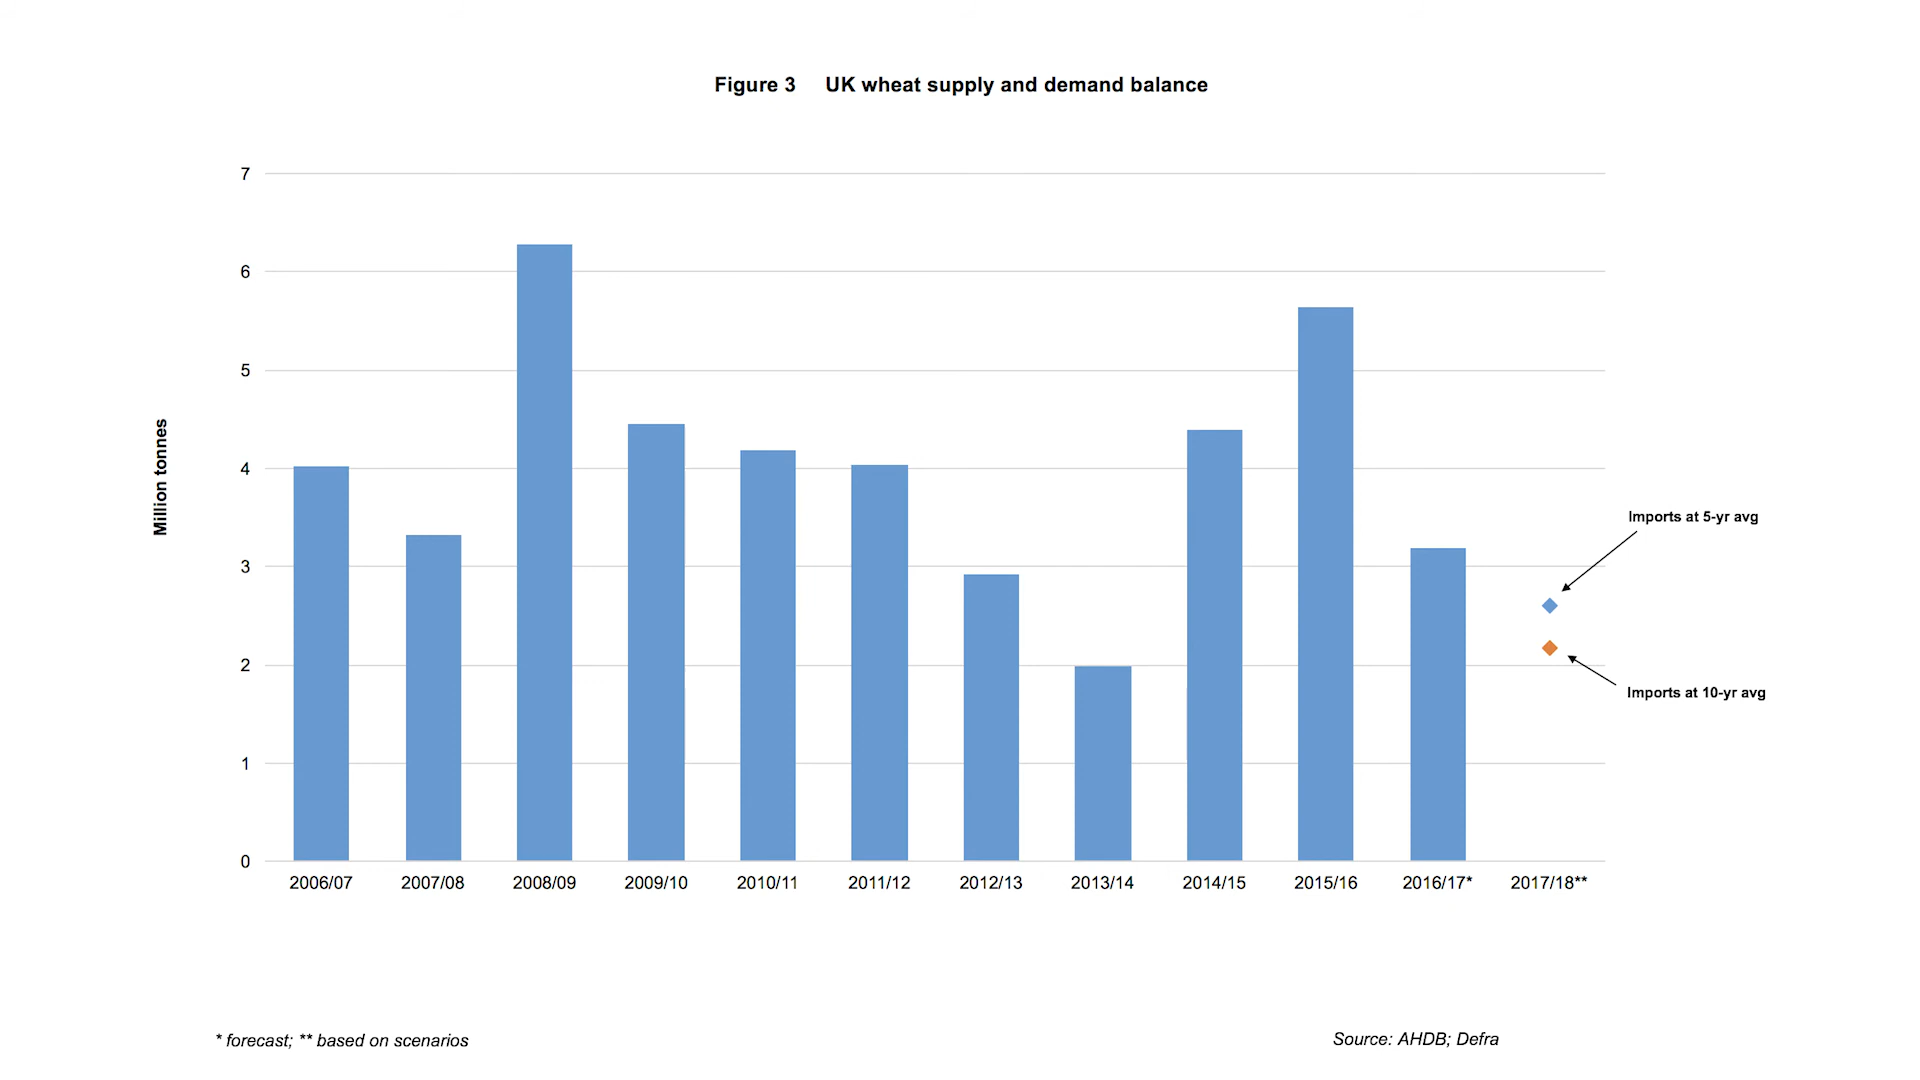 Figure 3 UK wheat supply and demand balance
7
6
5
4
3
2
1
0
Million tonnes
Imports at 5-yr avg
Imports at 10-yr avg
2006/07 2007/08 2008/09 2009/10 2010/11 2011/12 2012/13 2013/14 2014/15 2015/16 2016/17* 2017/18**
* forecast; ** based on scenarios
Source: AHDB; Defra